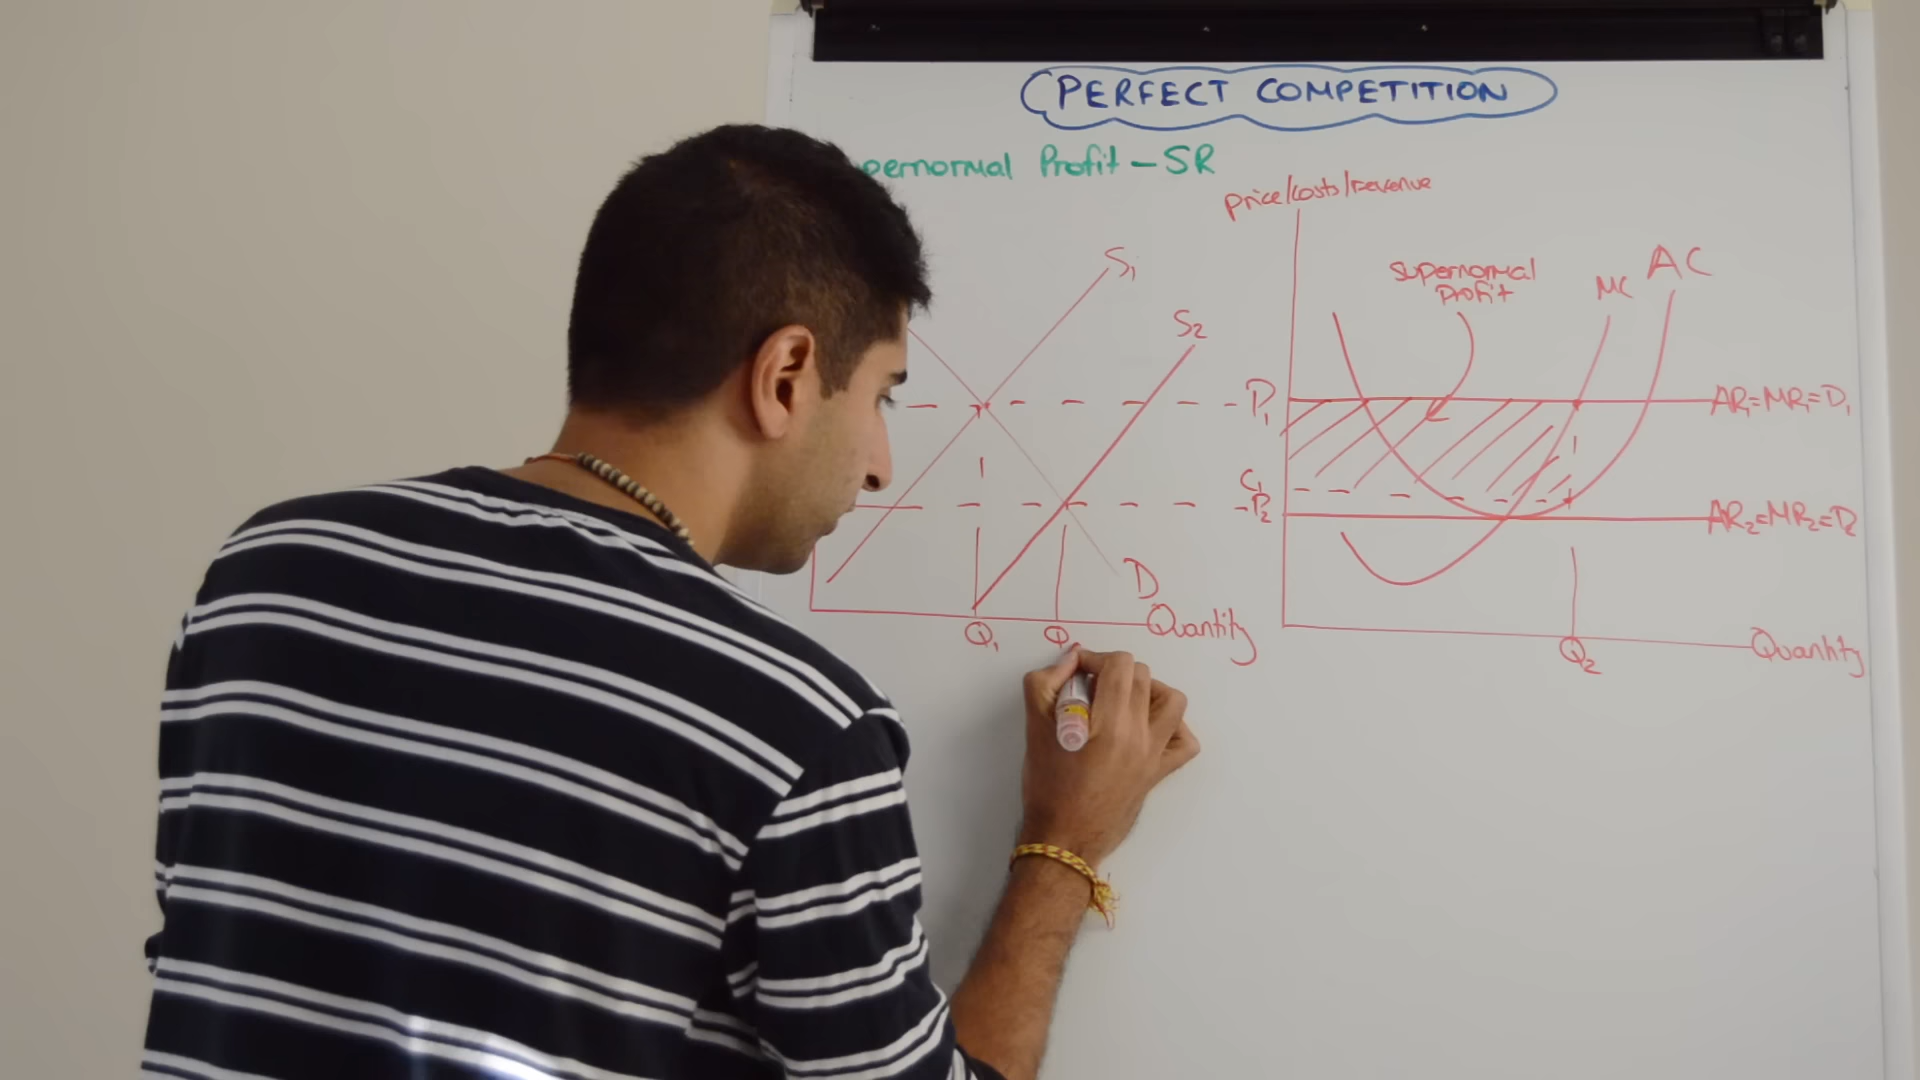 PERFECT COMPETITION
pernormal Profit - SR
price/costs/revenue
S₁
S₂
D
Q₁
Q
Quantity
supernormal
profit
MC
AC
P₁
AR₁=MR₁=D₁
C₁
P₂
AR₂=MR₂=D₂
Q₂
Quantity